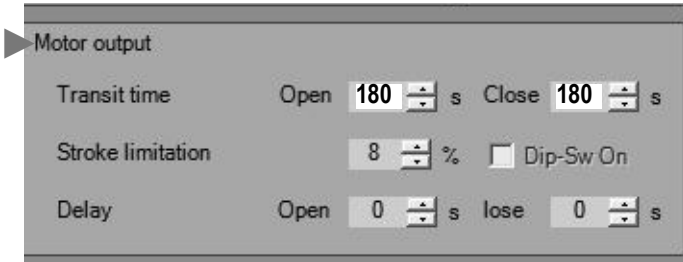 Motor output
Transit time Open 180 s Close 180 s
Stroke limitation 8 % Dip-Sw On
Delay Open 0 s lose 0 s